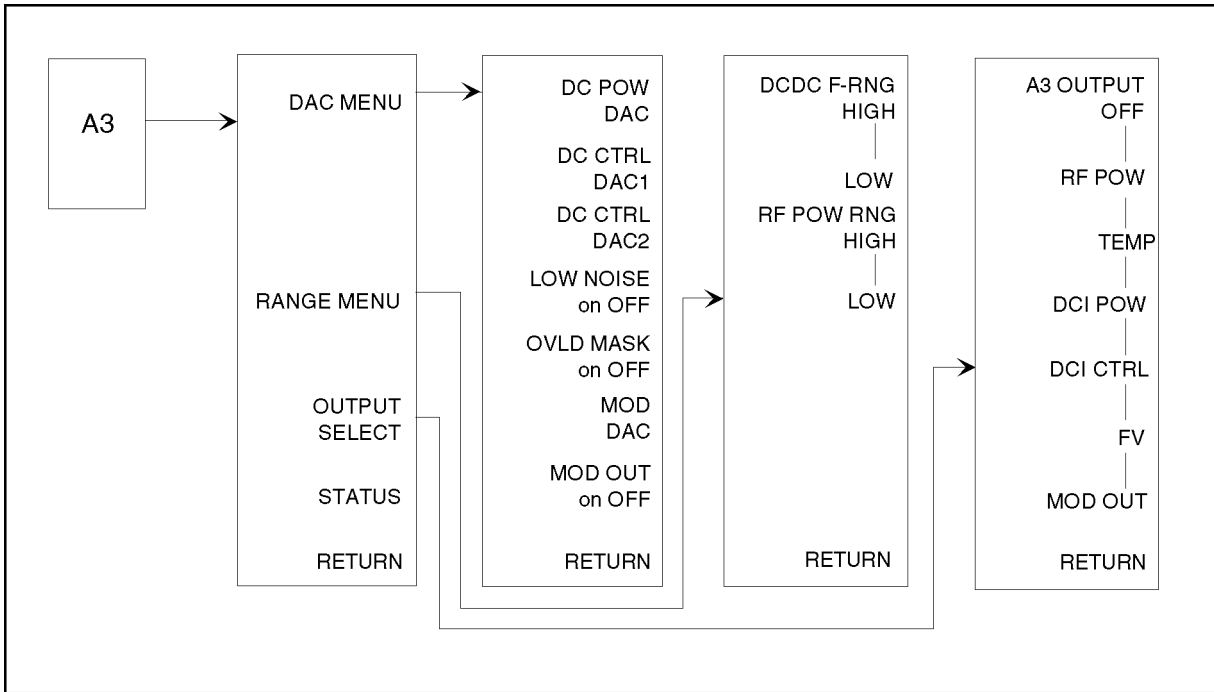 A3
DAC MENU
RANGE MENU
OUTPUT
SELECT
STATUS
RETURN
DC POW
DAC
DC CTRL
DAC1
DC CTRL
DAC2
LOW NOISE
on OFF
OVLD MASK
on OFF
MOD
DAC
MOD OUT
on OFF
RETURN
DCDC F-RNG
HIGH
LOW
RF POW RNG
HIGH
LOW
RETURN
A3 OUTPUT
OFF
RF POW
TEMP
DCI POW
DCI CTRL
FV
MOD OUT
RETURN